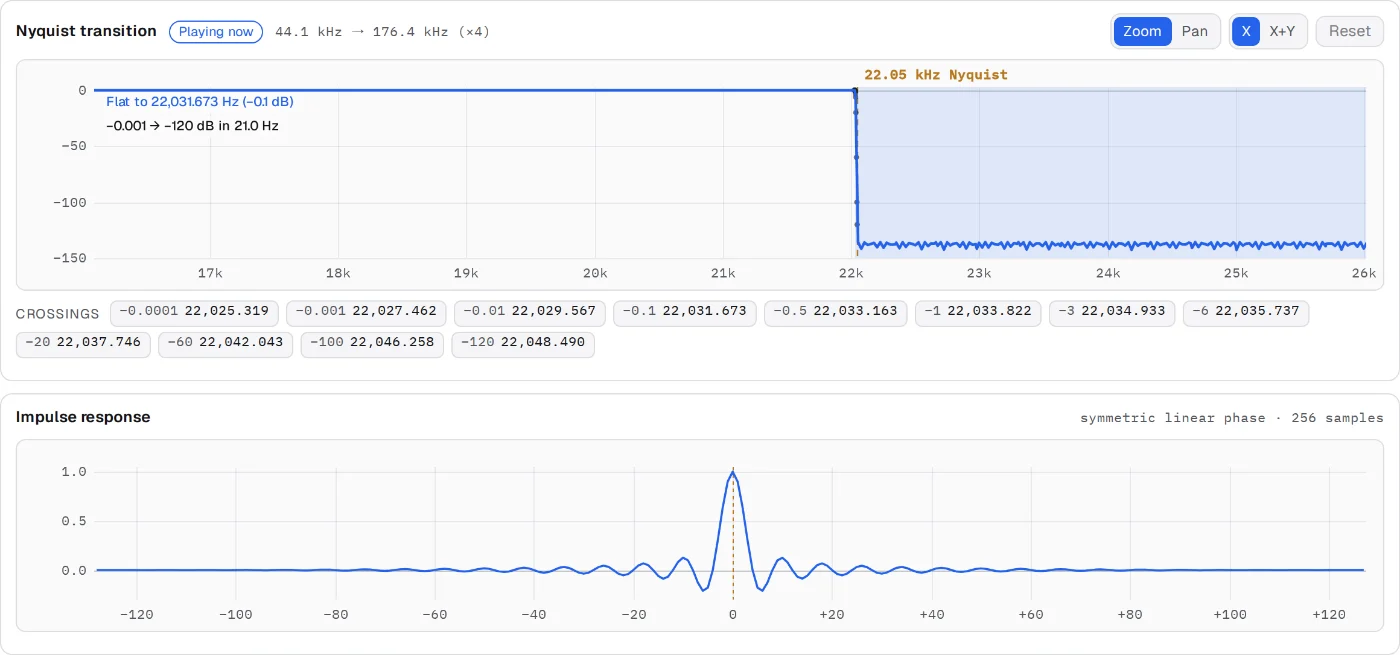 Nyquist transition Playing now 44.1 kHz → 176.4 kHz (×4) Zoom Pan X X+Y Reset
22.05 kHz Nyquist
0
Flat to 22,031.673 Hz (−0.1 dB)
−0.001 → −120 dB in 21.0 Hz
−50
−100
−150
17k 18k 19k 20k 21k 22k 23k 24k 25k 26k
CROSSINGS −0.0001 22,025.319 −0.001 22,027.462 −0.01 22,029.567 −0.1 22,031.673 −0.5 22,033.163 −1 22,033.822 −3 22,034.933 −6 22,035.737
−20 22,037.746 −60 22,042.043 −100 22,046.258 −120 22,048.490
Impulse response symmetric linear phase · 256 samples
1.0
0.5
0.0
−120 −100 −80 −60 −40 −20 0 +20 +40 +60 +80 +100 +120